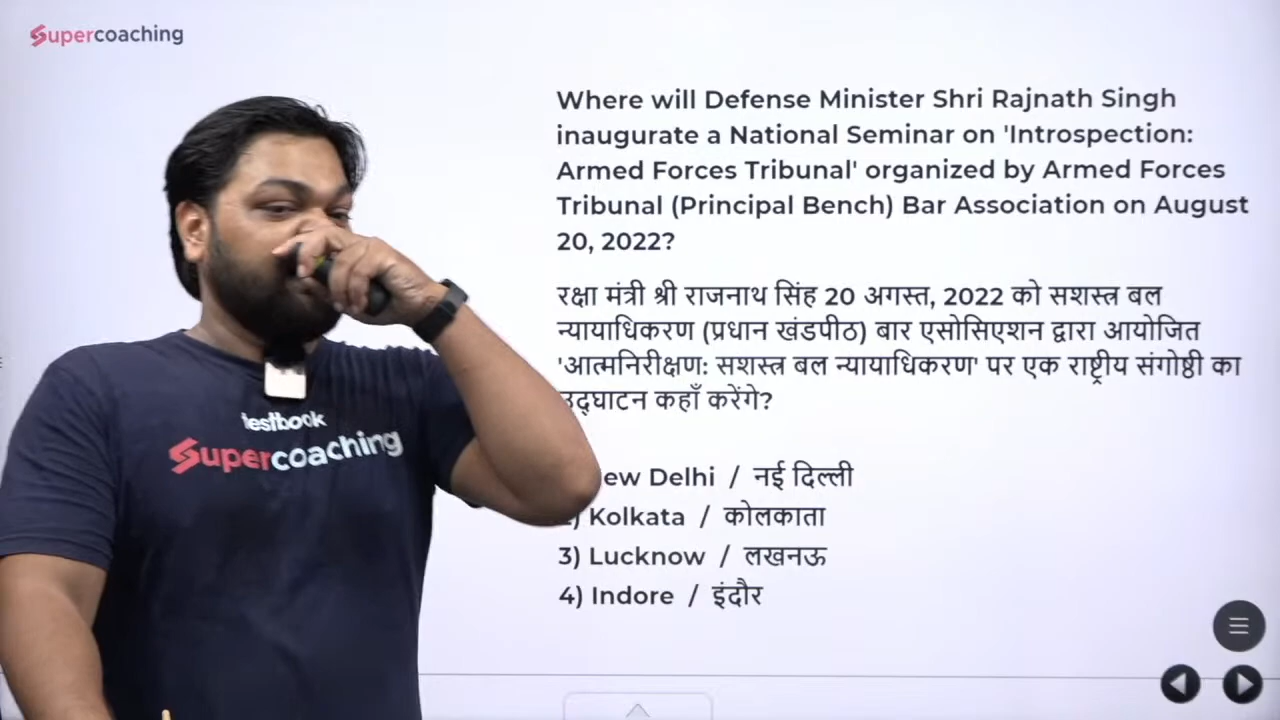 Supercoaching
Where will Defense Minister Shri Rajnath Singh
inaugurate a National Seminar on 'Introspection:
Armed Forces Tribunal' organized by Armed Forces
Tribunal (Principal Bench) Bar Association on August
20, 2022?
रक्षा मंत्री श्री राजनाथ सिंह 20 अगस्त, 2022 को सशस्त्र बल
न्यायाधिकरण (प्रधान खंडपीठ) बार एसोसिएशन द्वारा आयोजित
'आत्मनिरीक्षण: सशस्त्र बल न्यायाधिकरण' पर एक राष्ट्रीय संगोष्ठी का
उद्घाटन कहाँ करेंगे?
ew Delhi / नई दिल्ली
2) Kolkata / कोलकाता
3) Lucknow / लखनऊ
4) Indore / इंदौर
testbook
Supercoaching